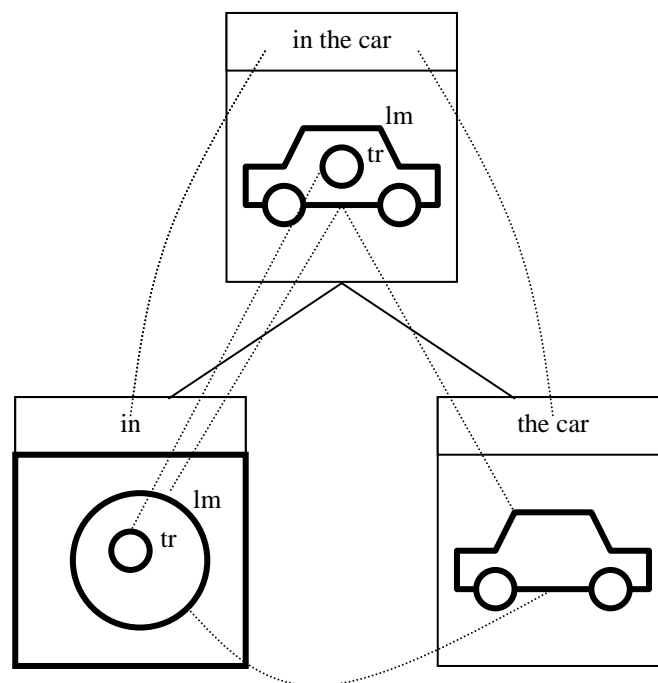 in the car
lm
tr
in
the car
lm
tr